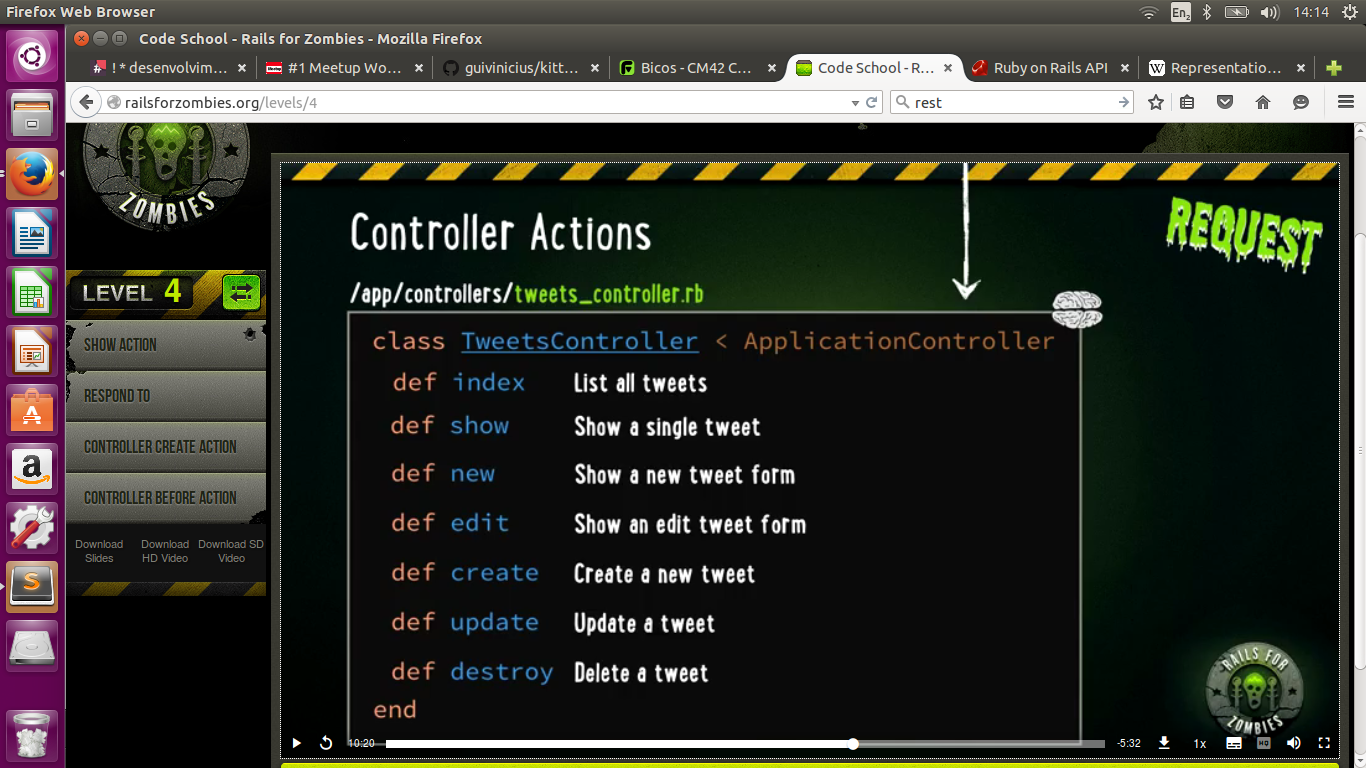 Firefox Web Browser
En2
14:14
Code School - Rails for Zombies - Mozilla Firefox
! * desenvolvim...
#1 Meetup Wo...
guivinicius/kitt...
Bicos - CM42 C...
Code School - R...
Ruby on Rails API
Representatio...
railsforzombies.org/levels/4
rest
ZOMBIES
LEVEL 4
SHOW ACTION
RESPOND TO
CONTROLLER CREATE ACTION
CONTROLLER BEFORE ACTION
Download Slides
Download HD Video
Download SD Video
REQUEST
Controller Actions
/app/controllers/tweets_controller.rb
class TweetsController < ApplicationController
def index List all tweets
def show Show a single tweet
def new Show a new tweet form
def edit Show an edit tweet form
def create Create a new tweet
def update Update a tweet
def destroy Delete a tweet
end
RAILS FOR
ZOMBIES
10:20
-5:32
1x
HQ